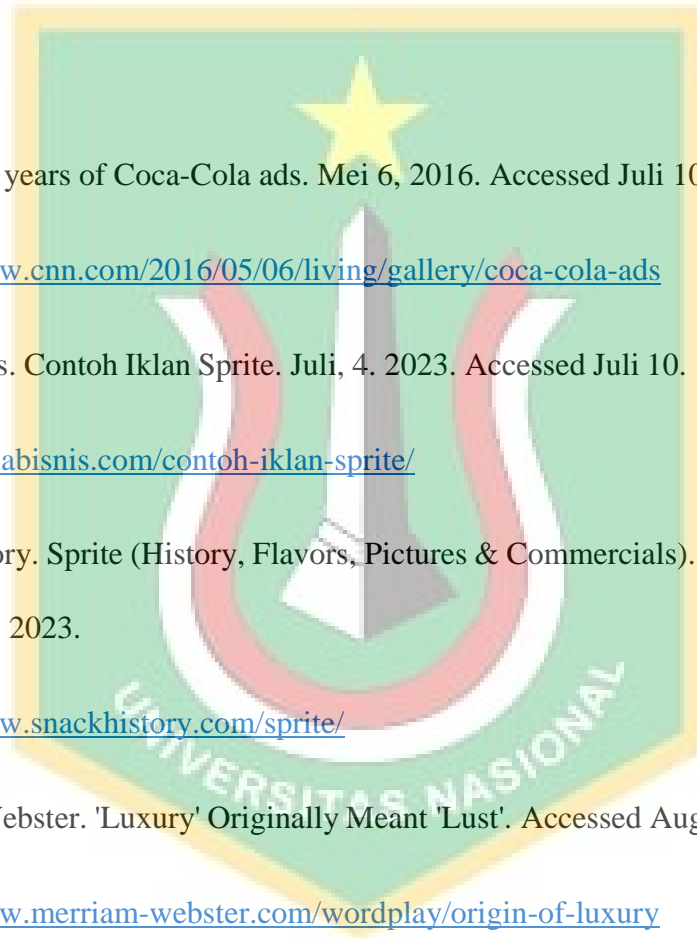 years of Coca-Cola ads. Mei 6, 2016. Accessed Juli 10
w.cnn.com/2016/05/06/living/gallery/coca-cola-ads
s. Contoh Iklan Sprite. Juli, 4. 2023. Accessed Juli 10.
abisnis.com/contoh-iklan-sprite/
ory. Sprite (History, Flavors, Pictures & Commercials).
2023.
w.snackhistory.com/sprite/
UNIVERSITAS NASIONAL
Webster. 'Luxury' Originally Meant 'Lust'. Accessed Aug
w.merriam-webster.com/wordplay/origin-of-luxury